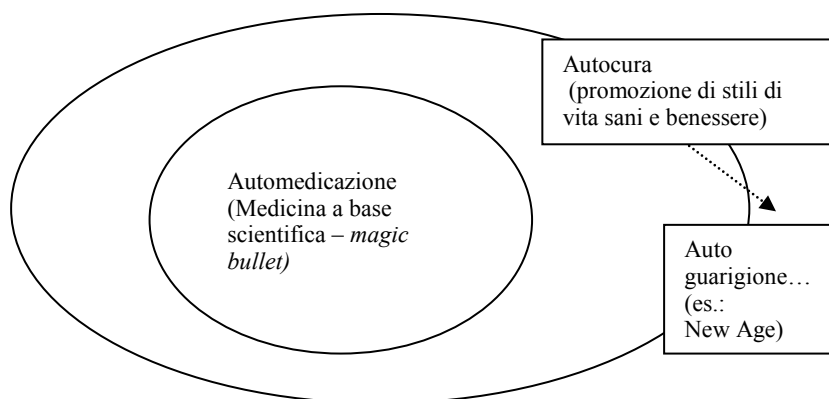 Autocura
(promozione di stili di
vita sani e benessere)
Automedicazione
(Medicina a base
scientifica – magic
bullet)
Auto
guarigione…
(es.:
New Age)